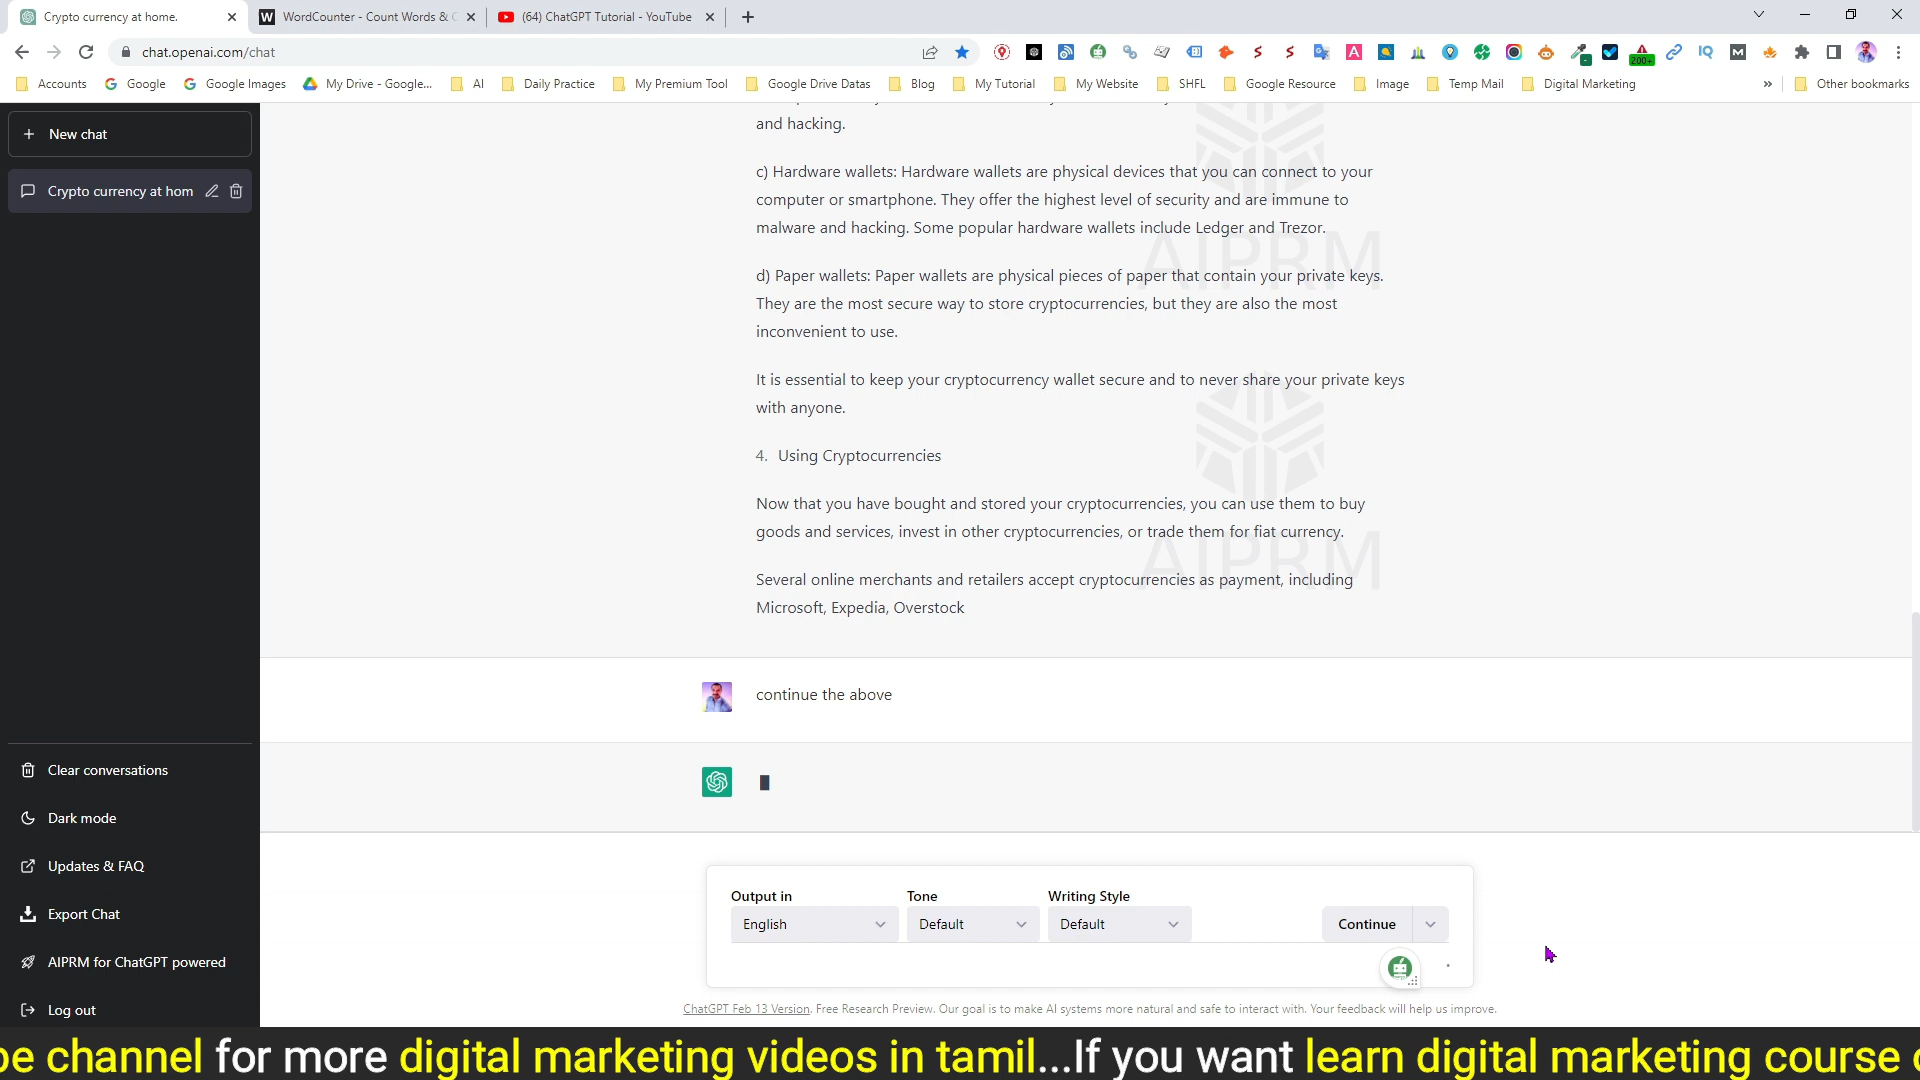 Crypto currency at home.
WordCounter - Count Words & C
(64) ChatGPT Tutorial - YouTube
chat.openai.com/chat
200+
Accounts
Google
Google Images
My Drive - Google...
AI
Daily Practice
My Premium Tool
Google Drive Datas
Blog
My Tutorial
My Website
SHFL
Google Resource
Image
Temp Mail
Digital Marketing
»
Other bookmarks
New chat
Crypto currency at hom
Clear conversations
Dark mode
Updates & FAQ
Export Chat
AIPRM for ChatGPT powered
Log out
and hacking.
c) Hardware wallets: Hardware wallets are physical devices that you can connect to your
computer or smartphone. They offer the highest level of security and are immune to
malware and hacking. Some popular hardware wallets include Ledger and Trezor.
AIPRM
d) Paper wallets: Paper wallets are physical pieces of paper that contain your private keys.
They are the most secure way to store cryptocurrencies, but they are also the most
inconvenient to use.
It is essential to keep your cryptocurrency wallet secure and to never share your private keys
with anyone.
4. Using Cryptocurrencies
Now that you have bought and stored your cryptocurrencies, you can use them to buy
goods and services, invest in other cryptocurrencies, or trade them for fiat currency.
AIPRM
Several online merchants and retailers accept cryptocurrencies as payment, including
Microsoft, Expedia, Overstock
continue the above
Output in
Tone
Writing Style
English
Default
Default
Continue
ChatGPT Feb 13 Version. Free Research Preview. Our goal is to make AI systems more natural and safe to interact with. Your feedback will help us improve.
be channel for more digital marketing videos in tamil...If you want learn digital marketing course